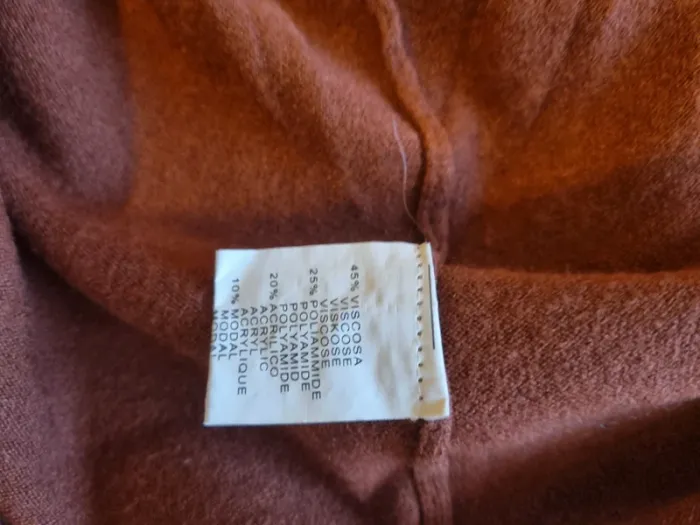 45% VISCOSA
VISCOSE
VISKOSE
VISCOSE
25% POLIAMMIDE
POLYAMIDE
POLYAMID
POLYAMIDE
20% ACRILICO
ACRYLIC
ACRYL
ACRYLIQUE
10% MODAL
MODAL
MODAL